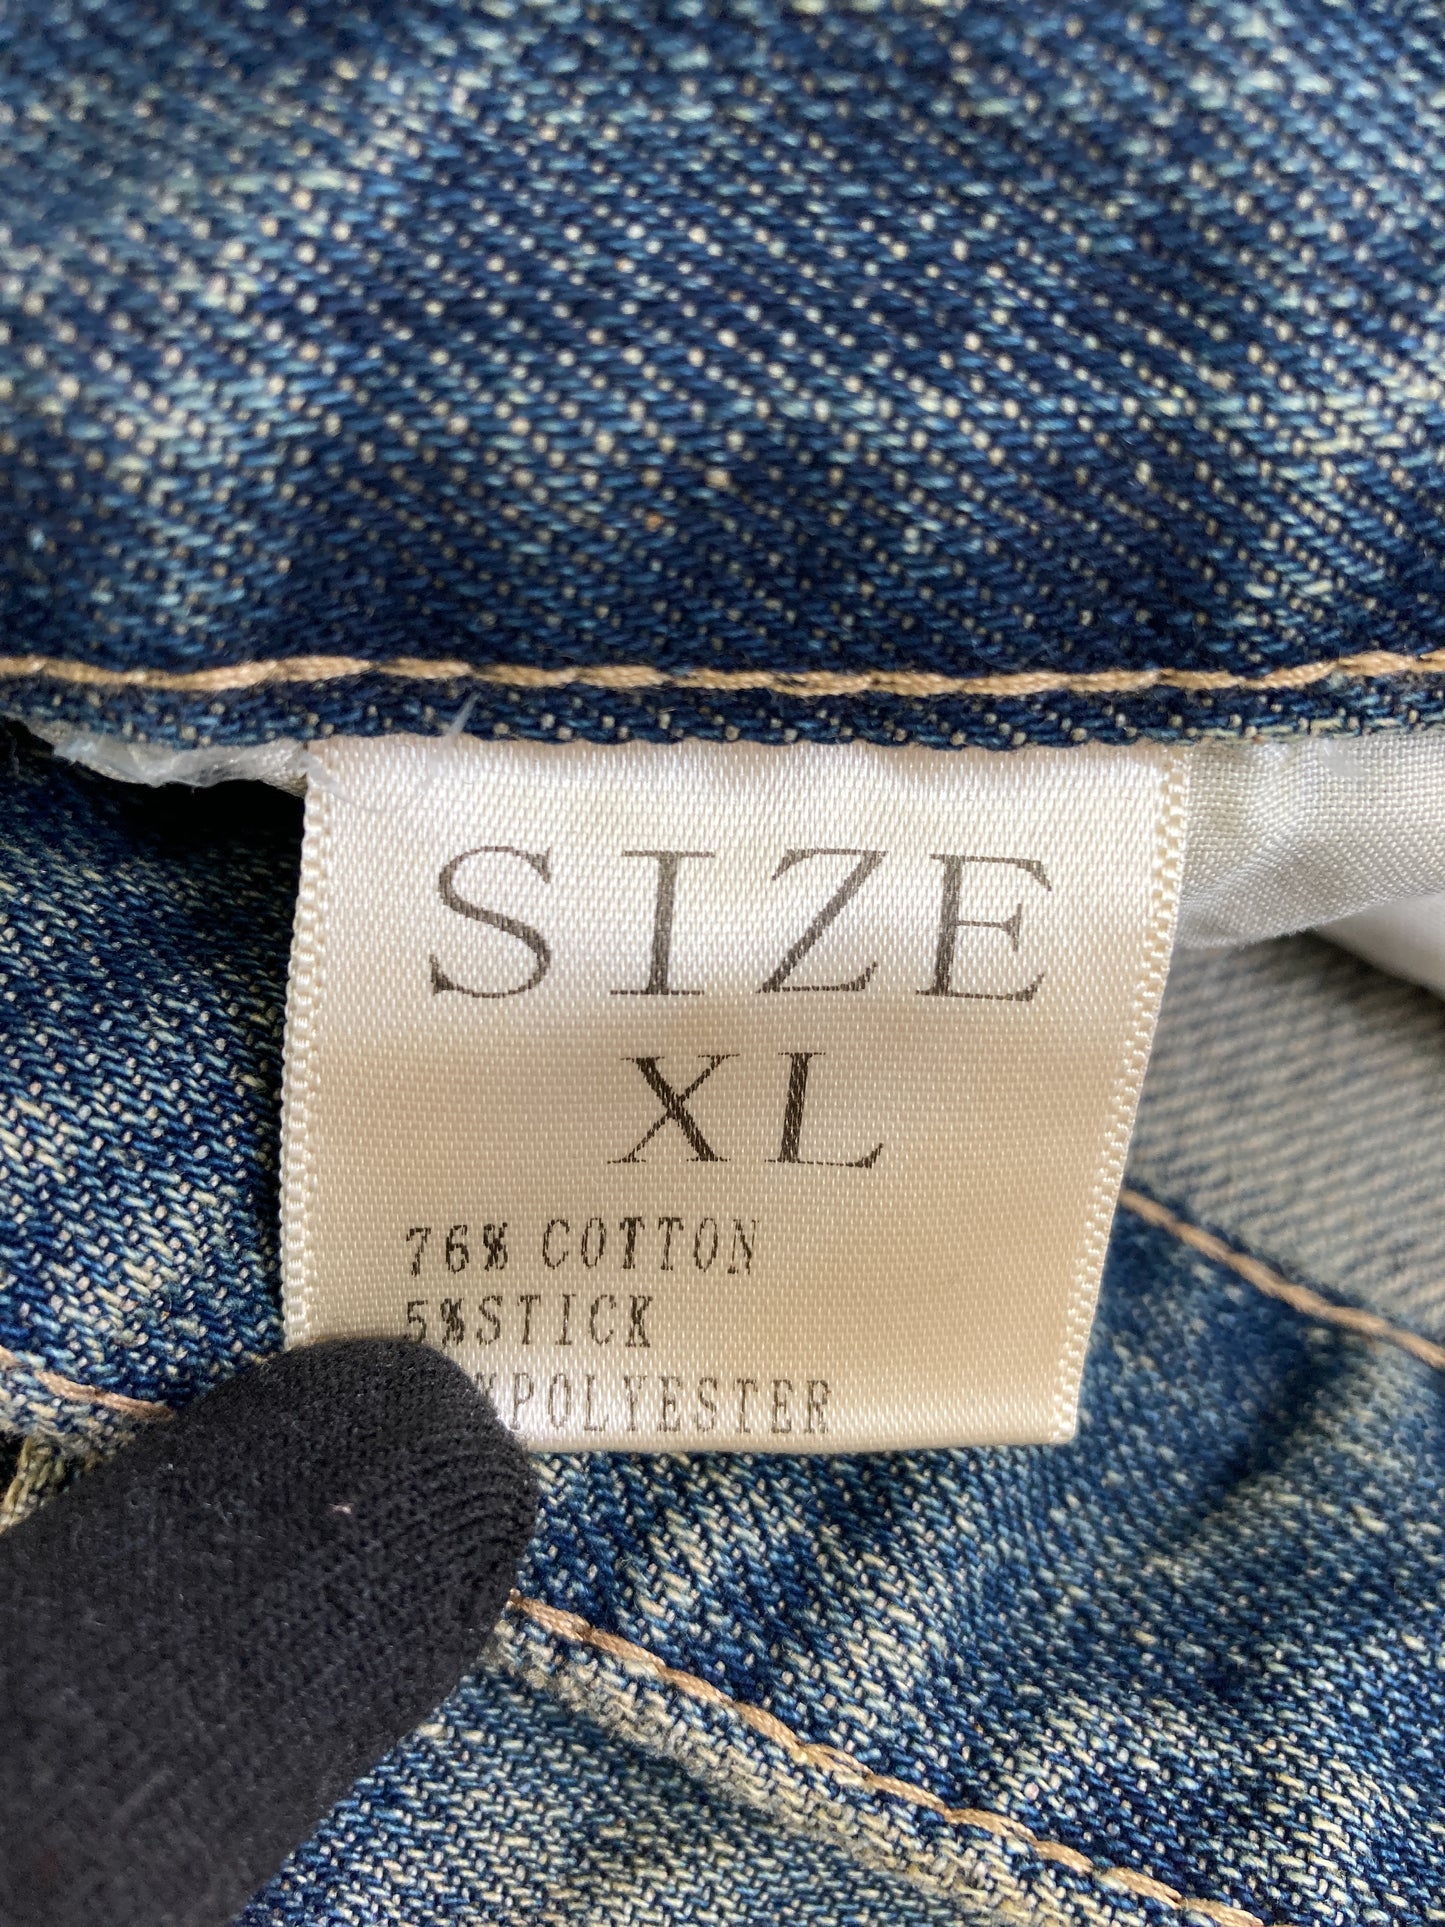 SIZE
XL
76% COTTON
5%STICK
POLYESTER